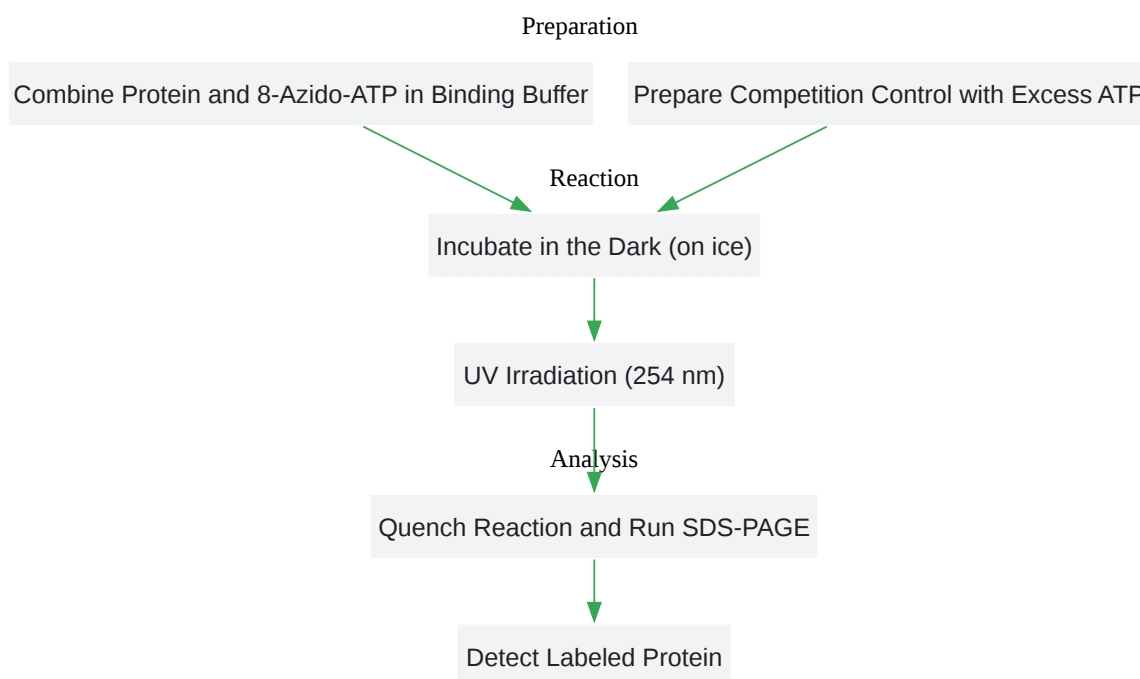 Preparation
Combine Protein and 8-Azido-ATP in Binding Buffer
Prepare Competition Control with Excess ATP
Reaction
Incubate in the Dark (on ice)
UV Irradiation (254 nm)
Analysis
Quench Reaction and Run SDS-PAGE
Detect Labeled Protein